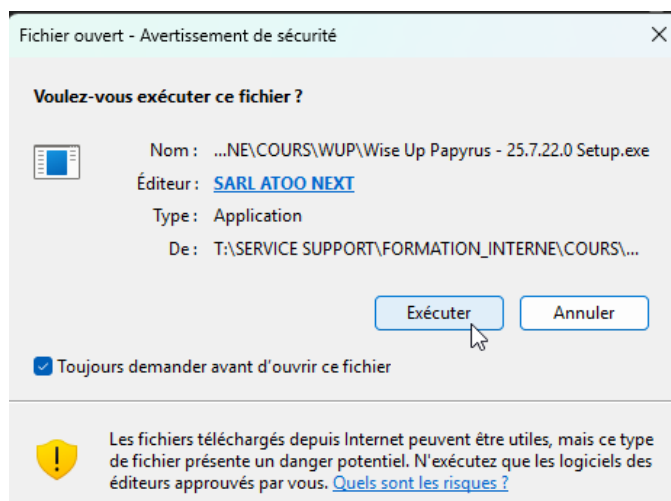 Fichier ouvert - Avertissement de sécurité
Voulez-vous exécuter ce fichier ?
Nom : ...NE\COURS\WUP\Wise Up Papyrus - 25.7.22.0 Setup.exe
Éditeur : SARL ATOO NEXT
Type : Application
De : T:\SERVICE SUPPORT\FORMATION_INTERNE\COURS\...
Exécuter Annuler
Toujours demander avant d'ouvrir ce fichier
Les fichiers téléchargés depuis Internet peuvent être utiles, mais ce type
de fichier présente un danger potentiel. N'exécutez que les logiciels des
éditeurs approuvés par vous. Quels sont les risques ?